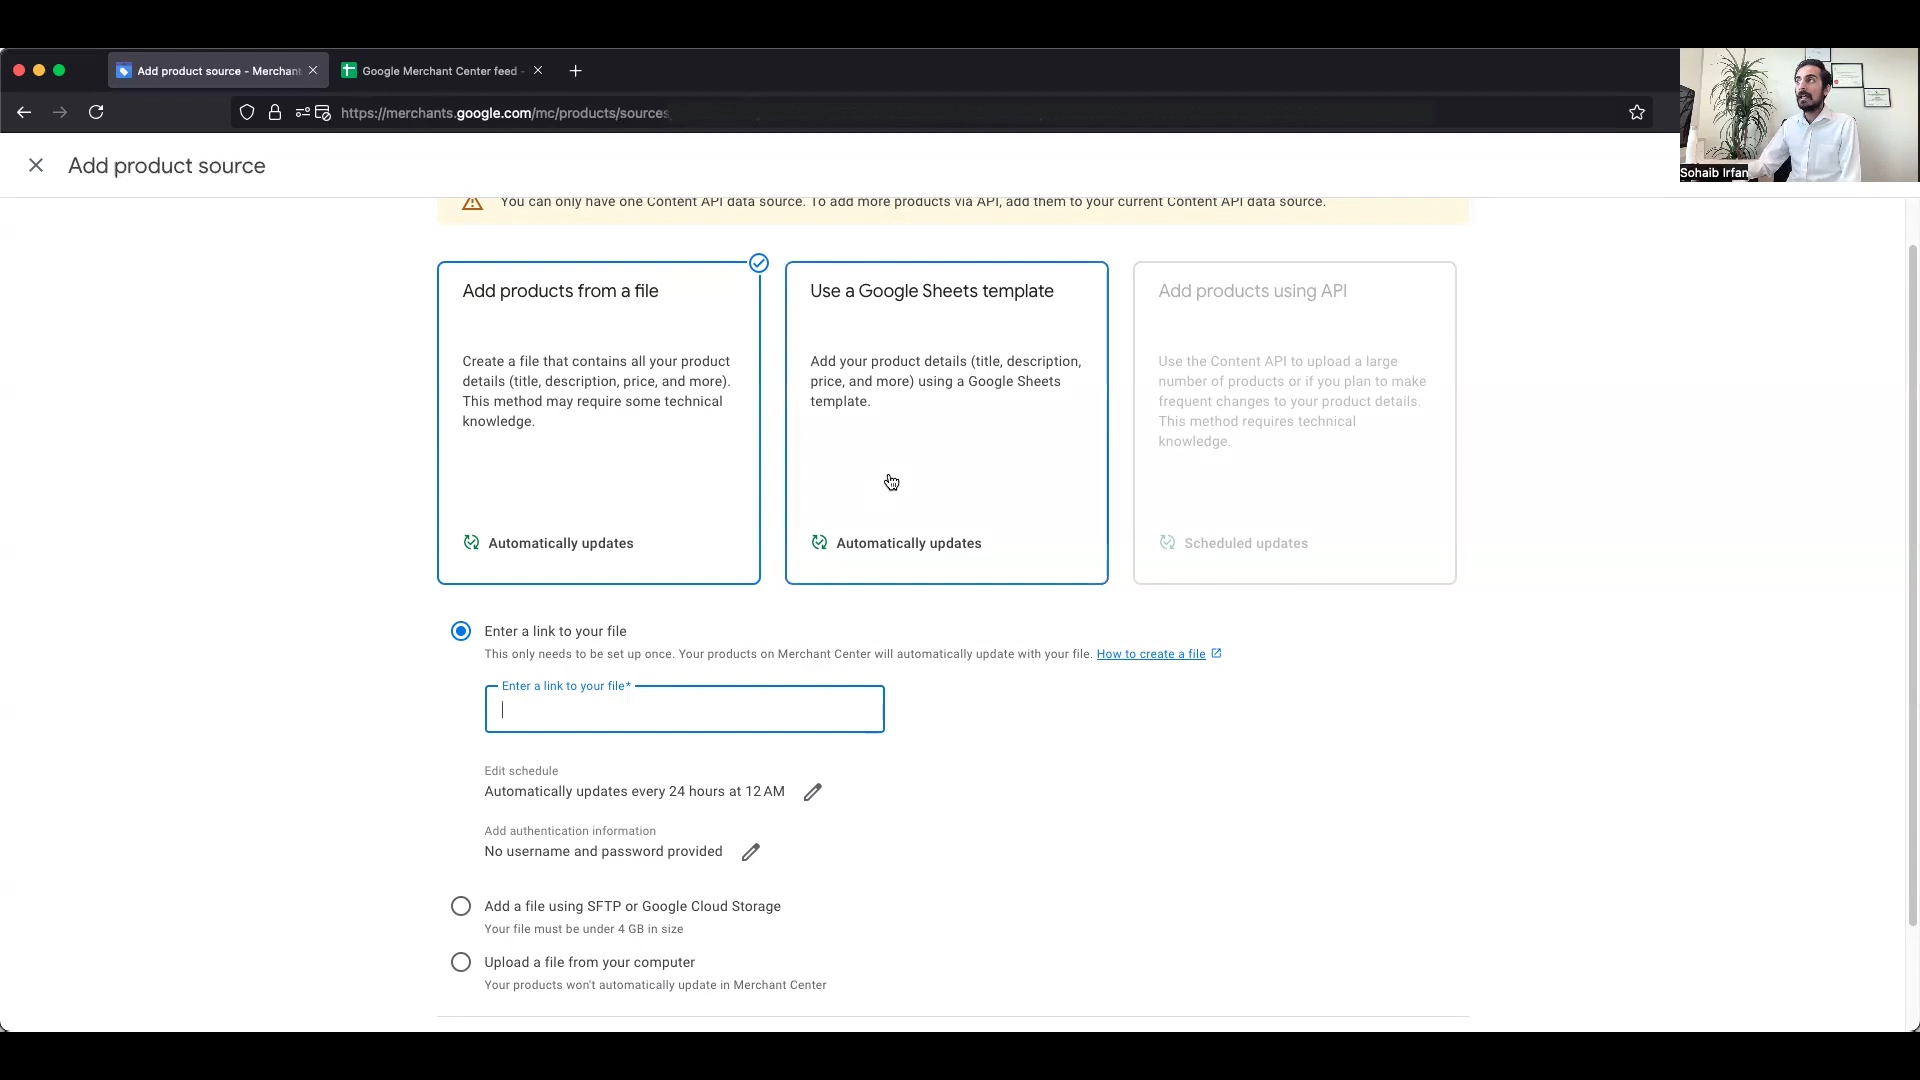 Add product source - Merchant
Google Merchant Center feed -
https://merchants.google.com/mc/products/sources
Sohaib Irfan
Add product source
You can only have one Content API data source. To add more products via API, add them to your current Content API data source.
Add products from a file
Create a file that contains all your product
details (title, description, price, and more).
This method may require some technical
knowledge.
Automatically updates
Use a Google Sheets template
Add your product details (title, description,
price, and more) using a Google Sheets
template.
Automatically updates
Add products using API
Use the Content API to upload a large
number of products or if you plan to make
frequent changes to your product details.
This method requires technical
knowledge.
Scheduled updates
Enter a link to your file
This only needs to be set up once. Your products on Merchant Center will automatically update with your file. How to create a file
Enter a link to your file*
Edit schedule
Automatically updates every 24 hours at 12 AM
Add authentication information
No username and password provided
Add a file using SFTP or Google Cloud Storage
Your file must be under 4 GB in size
Upload a file from your computer
Your products won't automatically update in Merchant Center